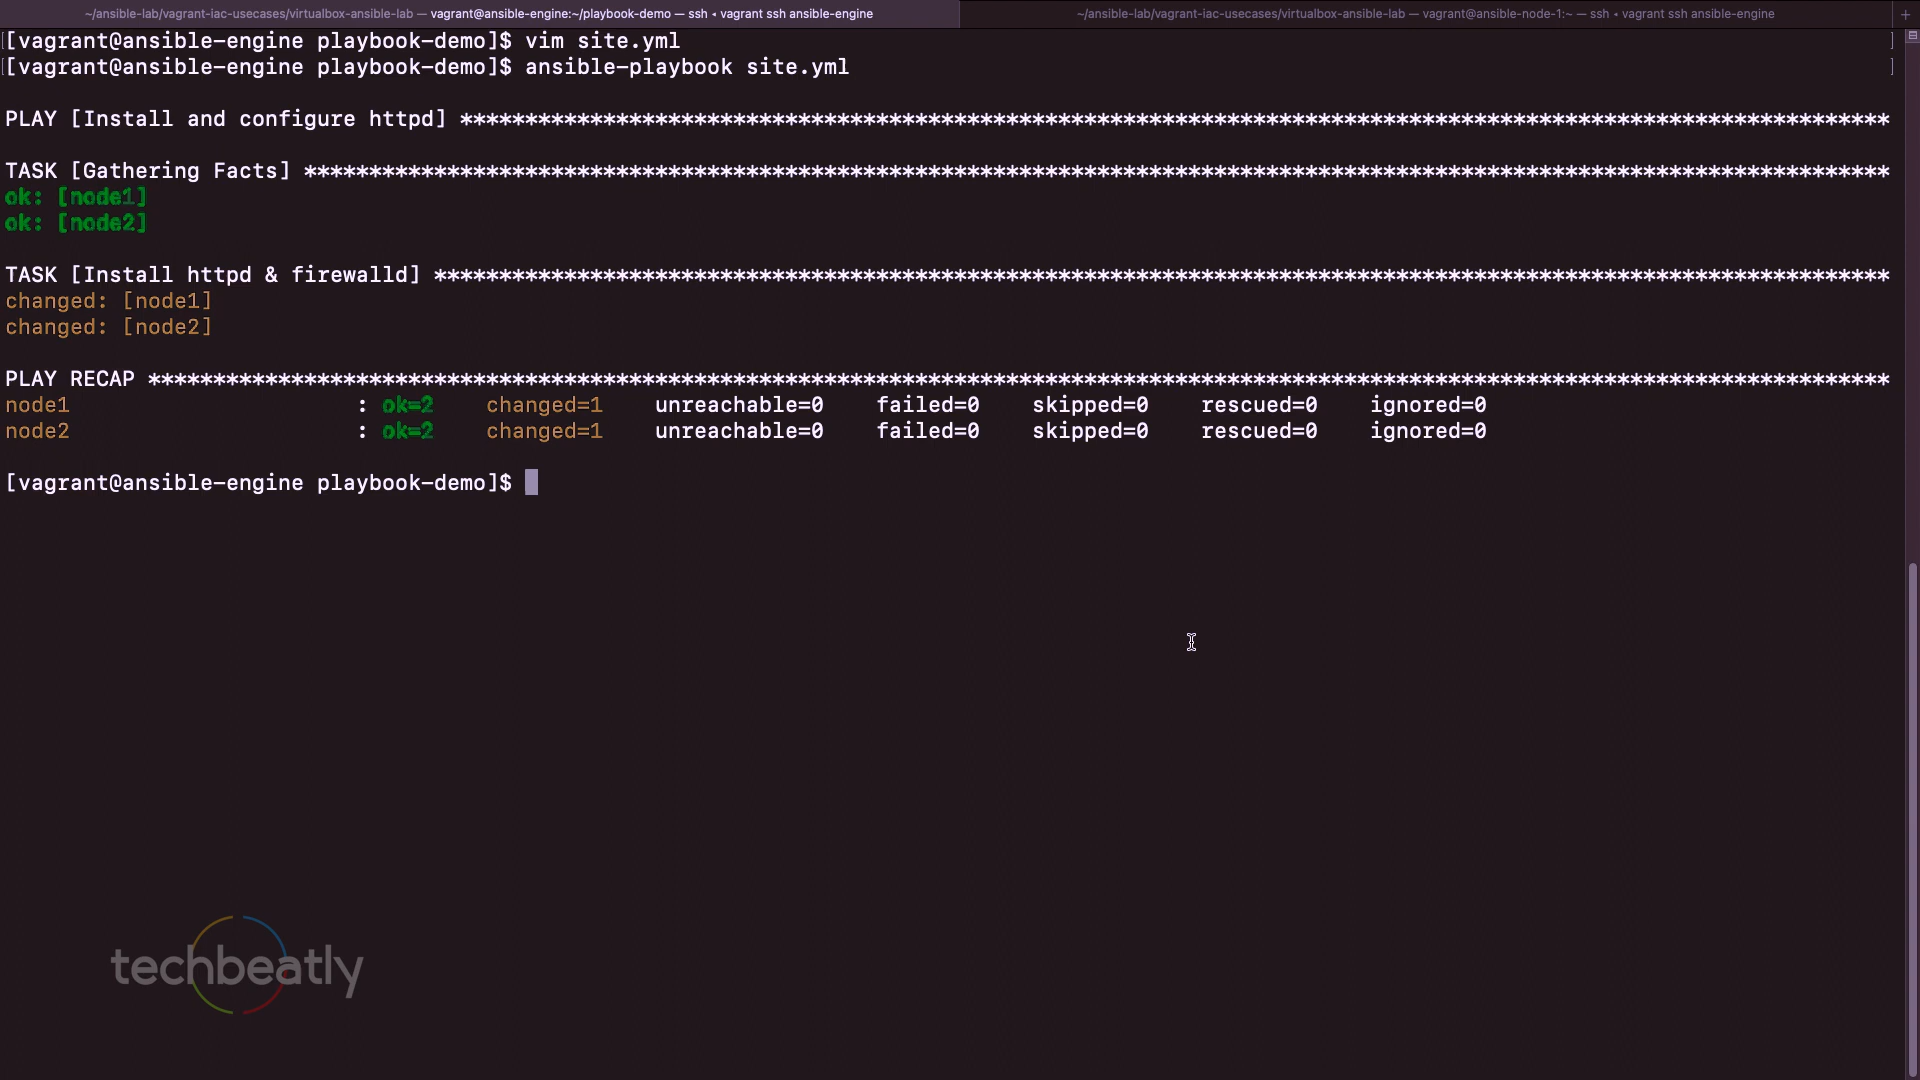 ~/ansible-lab/vagrant-iac-usecases/virtualbox-ansible-lab — vagrant@ansible-engine:~/playbook-demo — ssh ◂ vagrant ssh ansible-engine
~/ansible-lab/vagrant-iac-usecases/virtualbox-ansible-lab — vagrant@ansible-node-1:~ — ssh ◂ vagrant ssh ansible-engine
[vagrant@ansible-engine playbook-demo]$ vim site.yml
[vagrant@ansible-engine playbook-demo]$ ansible-playbook site.yml
PLAY [Install and configure httpd] **************************************************************************************************************
TASK [Gathering Facts] **************************************************************************************************************************
ok: [node1]
ok: [node2]
TASK [Install httpd & firewalld] ****************************************************************************************************************
changed: [node1]
changed: [node2]
PLAY RECAP **************************************************************************************************************************************
node1 : ok=2 changed=1 unreachable=0 failed=0 skipped=0 rescued=0 ignored=0
node2 : ok=2 changed=1 unreachable=0 failed=0 skipped=0 rescued=0 ignored=0
[vagrant@ansible-engine playbook-demo]$
techbeatly